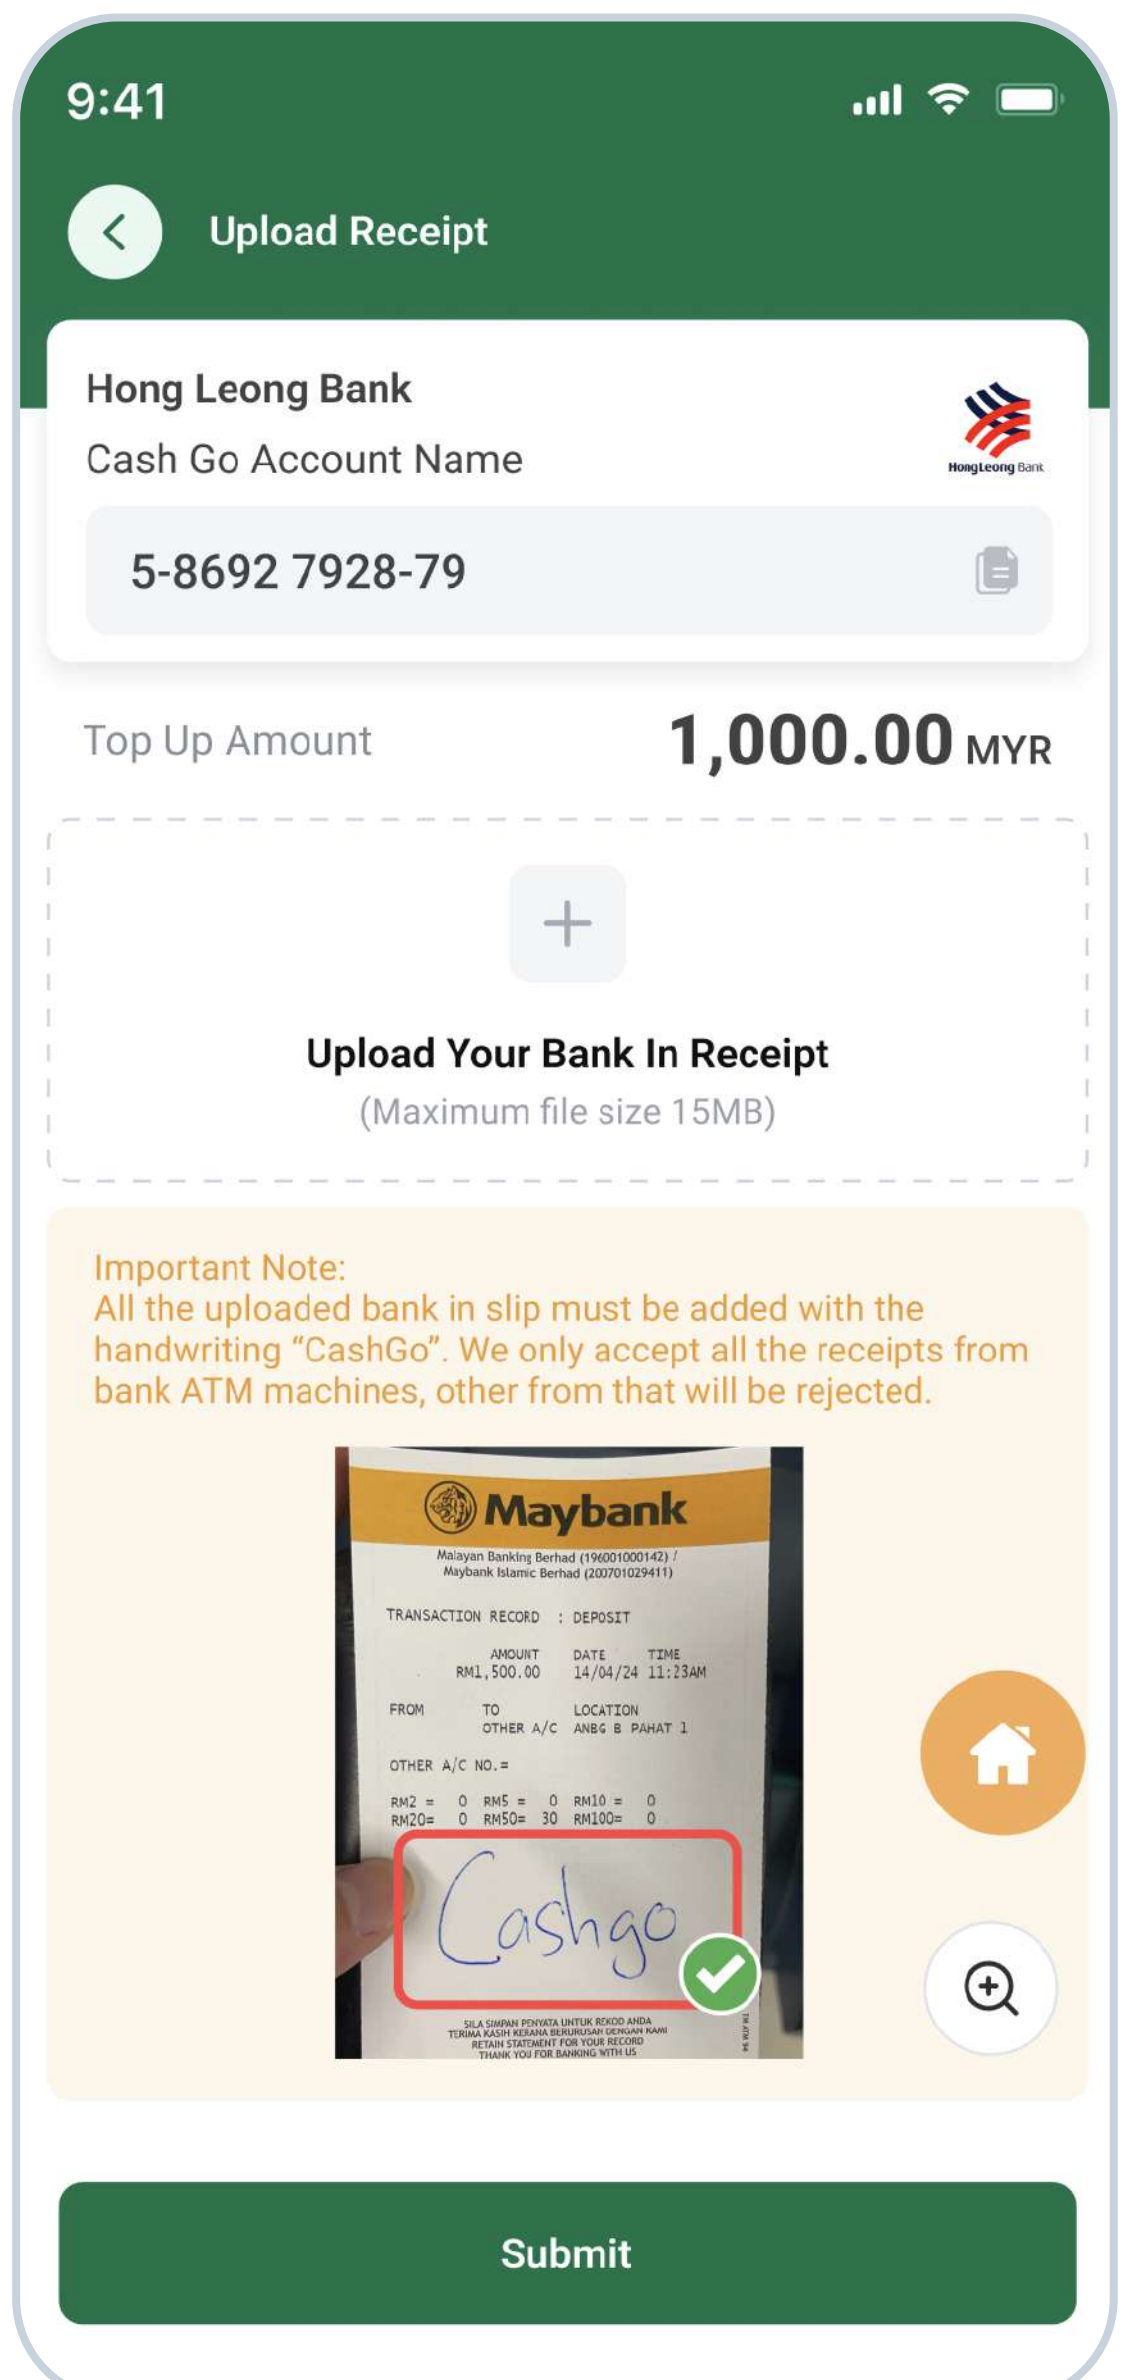 9:41
Upload Receipt
Hong Leong Bank
Cash Go Account Name
HongLeong Bank
5-8692 7928-79
Top Up Amount 1,000.00 MYR
Upload Your Bank In Receipt
(Maximum file size 15MB)
Important Note:
All the uploaded bank in slip must be added with the
handwriting “CashGo”. We only accept all the receipts from
bank ATM machines, other from that will be rejected.
Maybank
Malayan Banking Berhad (196001000142) /
Maybank Islamic Berhad (200701029411)
TRANSACTION RECORD : DEPOSIT
AMOUNT DATE TIME
RM1,500.00 14/04/24 11:23AM
FROM TO LOCATION
OTHER A/C ANBG B PAHAT 1
OTHER A/C NO.=
RM2 = 0 RM5 = 0 RM10 = 0
RM20= 0 RM50= 30 RM100= 0
Cashgo
SILA SIMPAN PENYATA UNTUK REKOD ANDA
TERIMA KASIH KERANA BERURUSAN DENGAN KAMI
RETAIN STATEMENT FOR YOUR RECORD
THANK YOU FOR BANKING WITH US
Submit